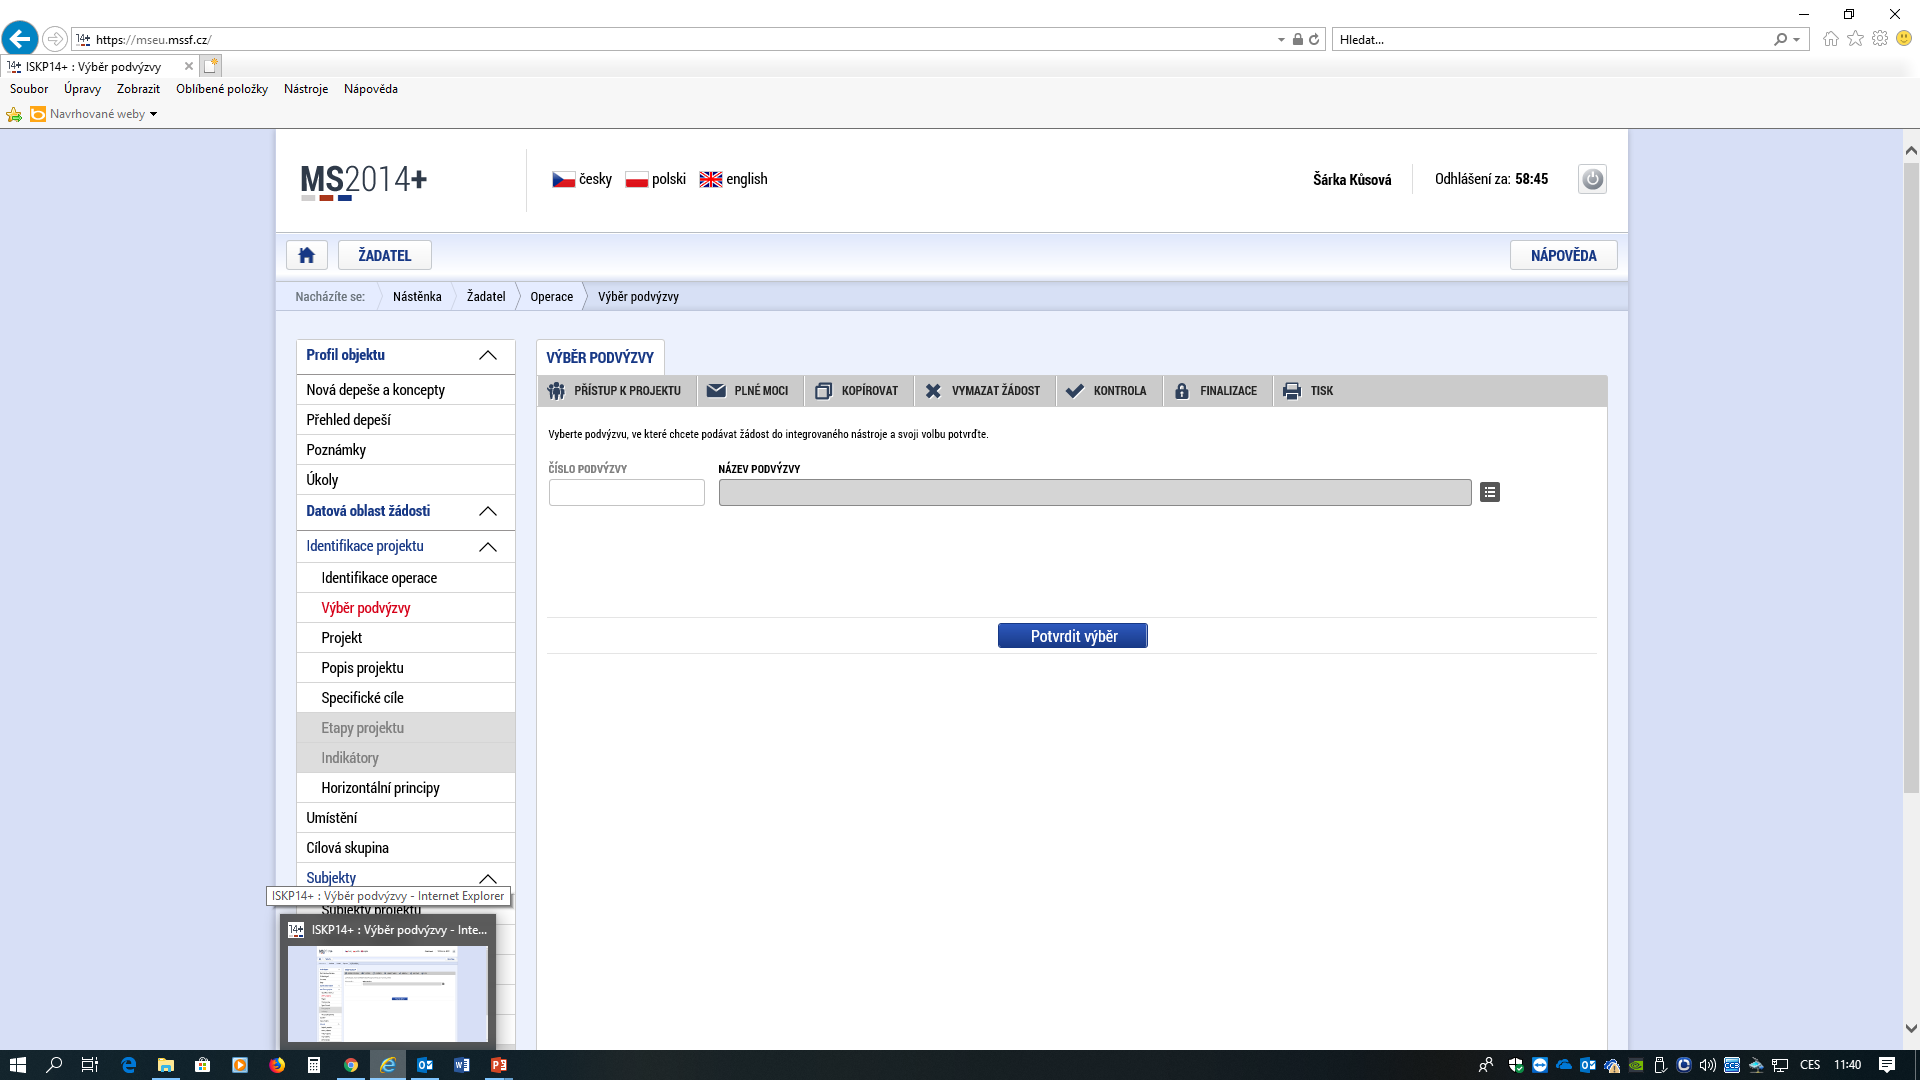 https://mseu.mssf.cz/
Hledat...
ISKP14+ : Výběr podvýzvy
Soubor Úpravy Zobrazit Oblíbené položky Nástroje Nápověda
Navrhované weby
MS2014+
česky polski english
Šárka Kůsová
Odhlášení za: 58:45
ŽADATEL
NÁPOVĚDA
Nacházíte se: Nástěnka Žadatel Operace Výběr podvýzvy
Profil objektu
Nová depeše a koncepty
Přehled depeší
Poznámky
Úkoly
Datová oblast žádosti
Identifikace projektu
Identifikace operace
Výběr podvýzvy
Projekt
Popis projektu
Specifické cíle
Etapy projektu
Indikátory
Horizontální principy
Umístění
Cílová skupina
Subjekty
Subjekty projektu
VÝBĚR PODVÝZVY
PŘÍSTUP K PROJEKTU PLNÉ MOCI KOPÍROVAT VYMAZAT ŽÁDOST KONTROLA FINALIZACE TISK
Vyberte podvýzvu, ve které chcete podávat žádost do integrovaného nástroje a svoji volbu potvrďte.
ČÍSLO PODVÝZVY NÁZEV PODVÝZVY
Potvrdit výběr
ISKP14+ : Výběr podvýzvy - Internet Explorer
ISKP14+ : Výběr podvýzvy - Inte...
CES 11:40